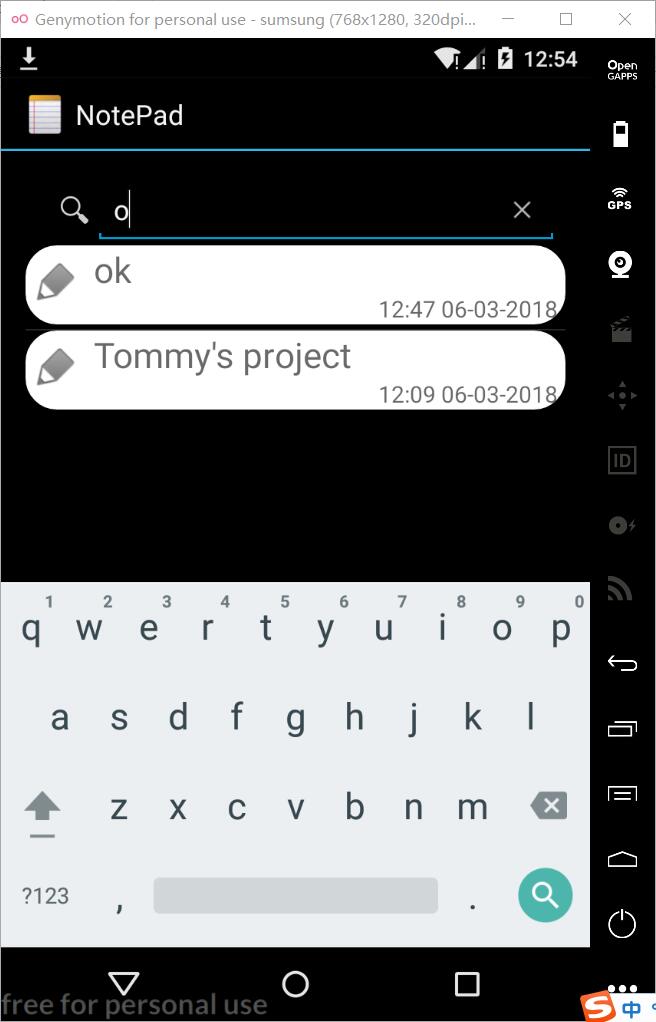 Genymotion for personal use - sumsung (768x1280, 320dpi...
12:54
Open
GAPPS
NotePad
GPS
o
ok
12:47 06-03-2018
Tommy's project
12:09 06-03-2018
ID
1 2 3 4 5 6 7 8 9 0
q w e r t y u i o p
a s d f g h j k l
z x c v b n m
?123 , .
free for personal use
S 中